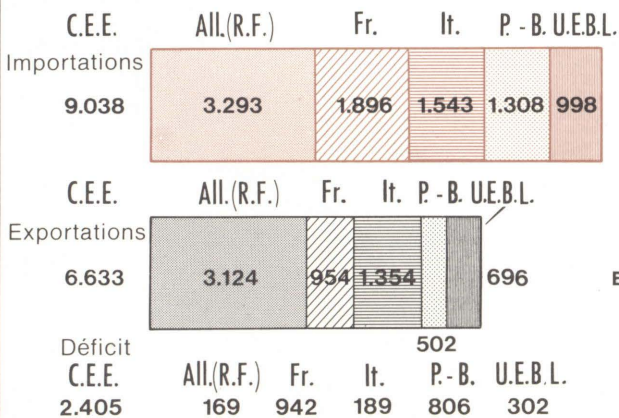 C.E.E. All.(R.F.) Fr. It. P.-B. U.E.B.L.
Importations
9.038 3.293 1.896 1.543 1.308 998
C.E.E. All.(R.F.) Fr. It. P.-B. U.E.B.L.
Exportations
6.633 3.124 954 1.354 696 E
Déficit 502
C.E.E. All.(R.F.) Fr. It. P.-B. U.E.B.L.
2.405 169 942 189 806 302